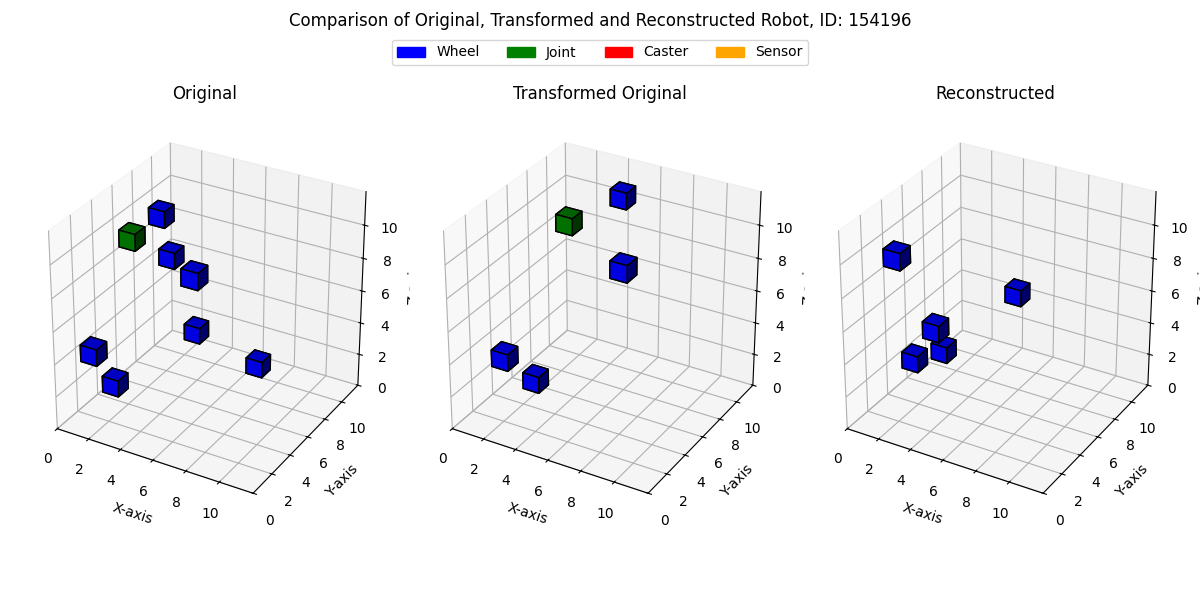 Comparison of Original, Transformed and Reconstructed Robot, ID: 154196
Wheel Joint Caster Sensor
Original Transformed Original Reconstructed
10 10 10
8 8 8
6 6 6
4 4 4
2 2 2
0 0 0
0 2 4 6 8 10 0 2 4 6 8 10 0 2 4 6 8 10
0 2 4 6 8 10 0 2 4 6 8 10 0 2 4 6 8 10
X-axis Y-axis X-axis Y-axis X-axis Y-axis